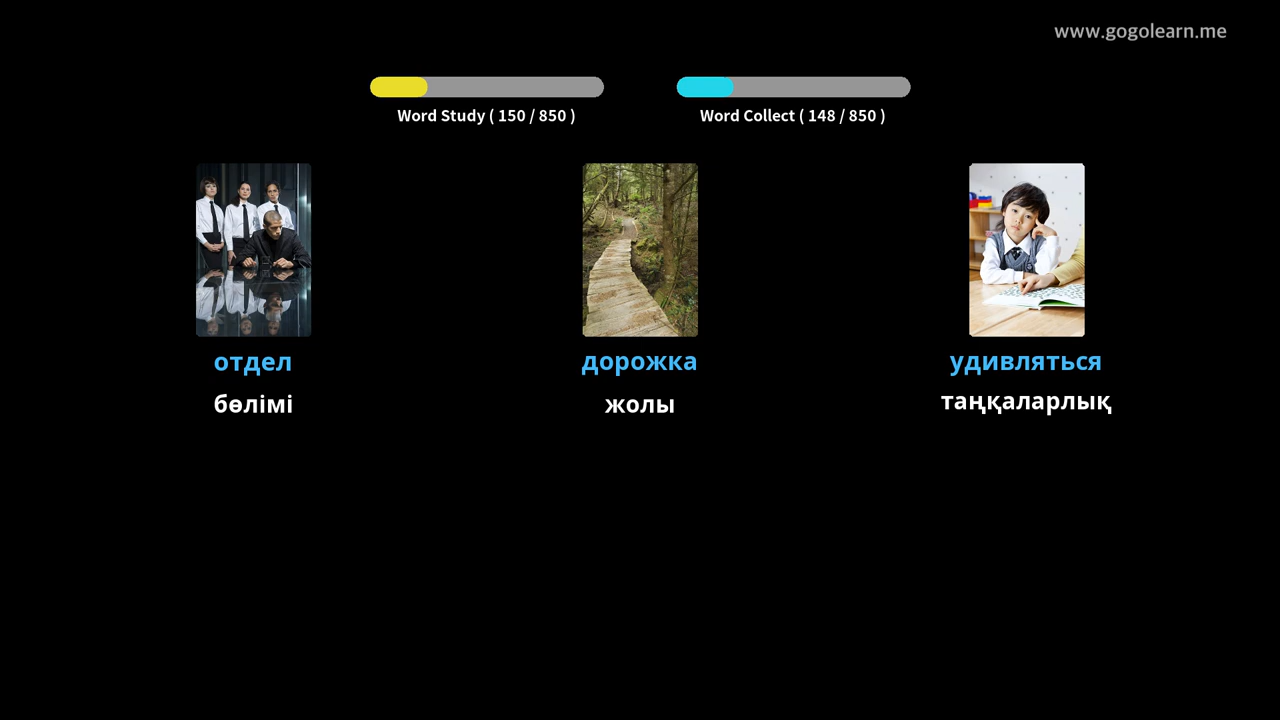 www.gogolearn.me
Word Study ( 150 / 850 )
Word Collect ( 148 / 850 )
отдел
дорожка
удивляться
бөлімі
жолы
таңқаларлық